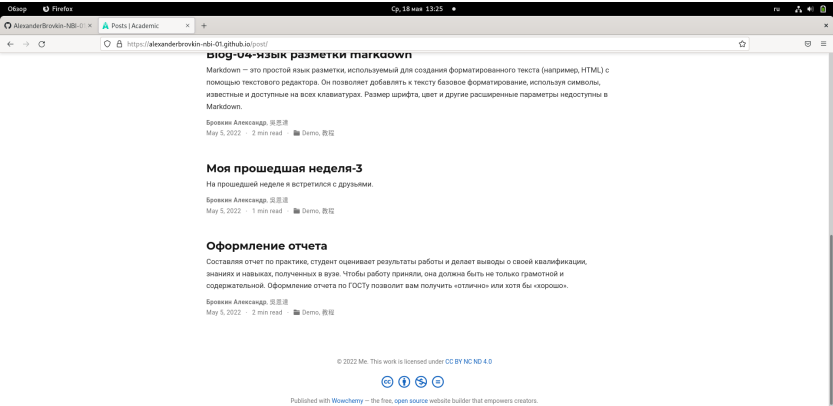 Обзор Firefox Ср, 18 мая 13:25 ru
AlexanderBrovkin-NBI-0 Posts | Academic
https://alexanderbrovkin-nbi-01.github.io/post/
Blog-04-язык разметки markdown
Markdown — это простой язык разметки, используемый для создания форматированного текста (например, HTML) с
помощью текстового редактора. Он позволяет добавлять к тексту базовое форматирование, используя символы,
известные и доступные на всех клавиатурах. Размер шрифта, цвет и другие расширенные параметры недоступны в
Markdown.
Бровкин Александр, 吳恩達
May 5, 2022 · 2 min read · Demo, 教程
Моя прошедшая неделя-3
На прошедшей неделе я встретился с друзьями.
Бровкин Александр, 吳恩達
May 5, 2022 · 1 min read · Demo, 教程
Оформление отчета
Составляя отчет по практике, студент оценивает результаты работы и делает выводы о своей квалификации,
знаниях и навыках, полученных в вузе. Чтобы работу приняли, она должна быть не только грамотной и
содержательной. Оформление отчета по ГОСТу позволит вам получить «отлично» или хотя бы «хорошо».
Бровкин Александр, 吳恩達
May 5, 2022 · 2 min read · Demo, 教程
© 2022 Me. This work is licensed under CC BY NC ND 4.0
Published with Wowchemy — the free, open source website builder that empowers creators.